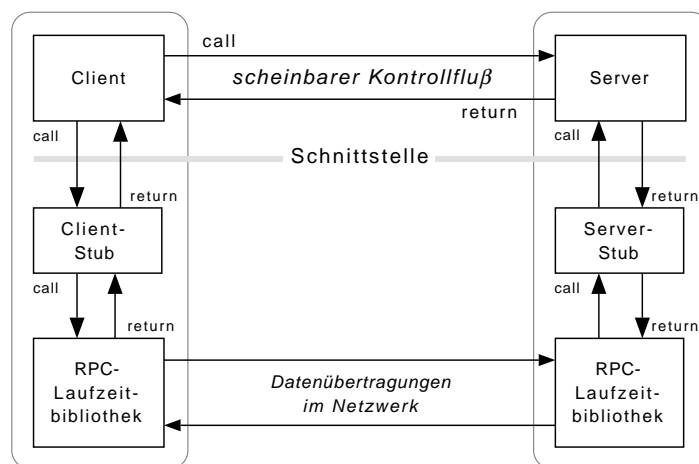 call
Client
scheinbarer Kontrollfluß
Server
return
call
call
Schnittstelle
return
return
Client-
Stub
Server-
Stub
call
call
return
return
RPC-
Laufzeit-
bibliothek
Datenübertragungen
im Netzwerk
RPC-
Laufzeit-
bibliothek